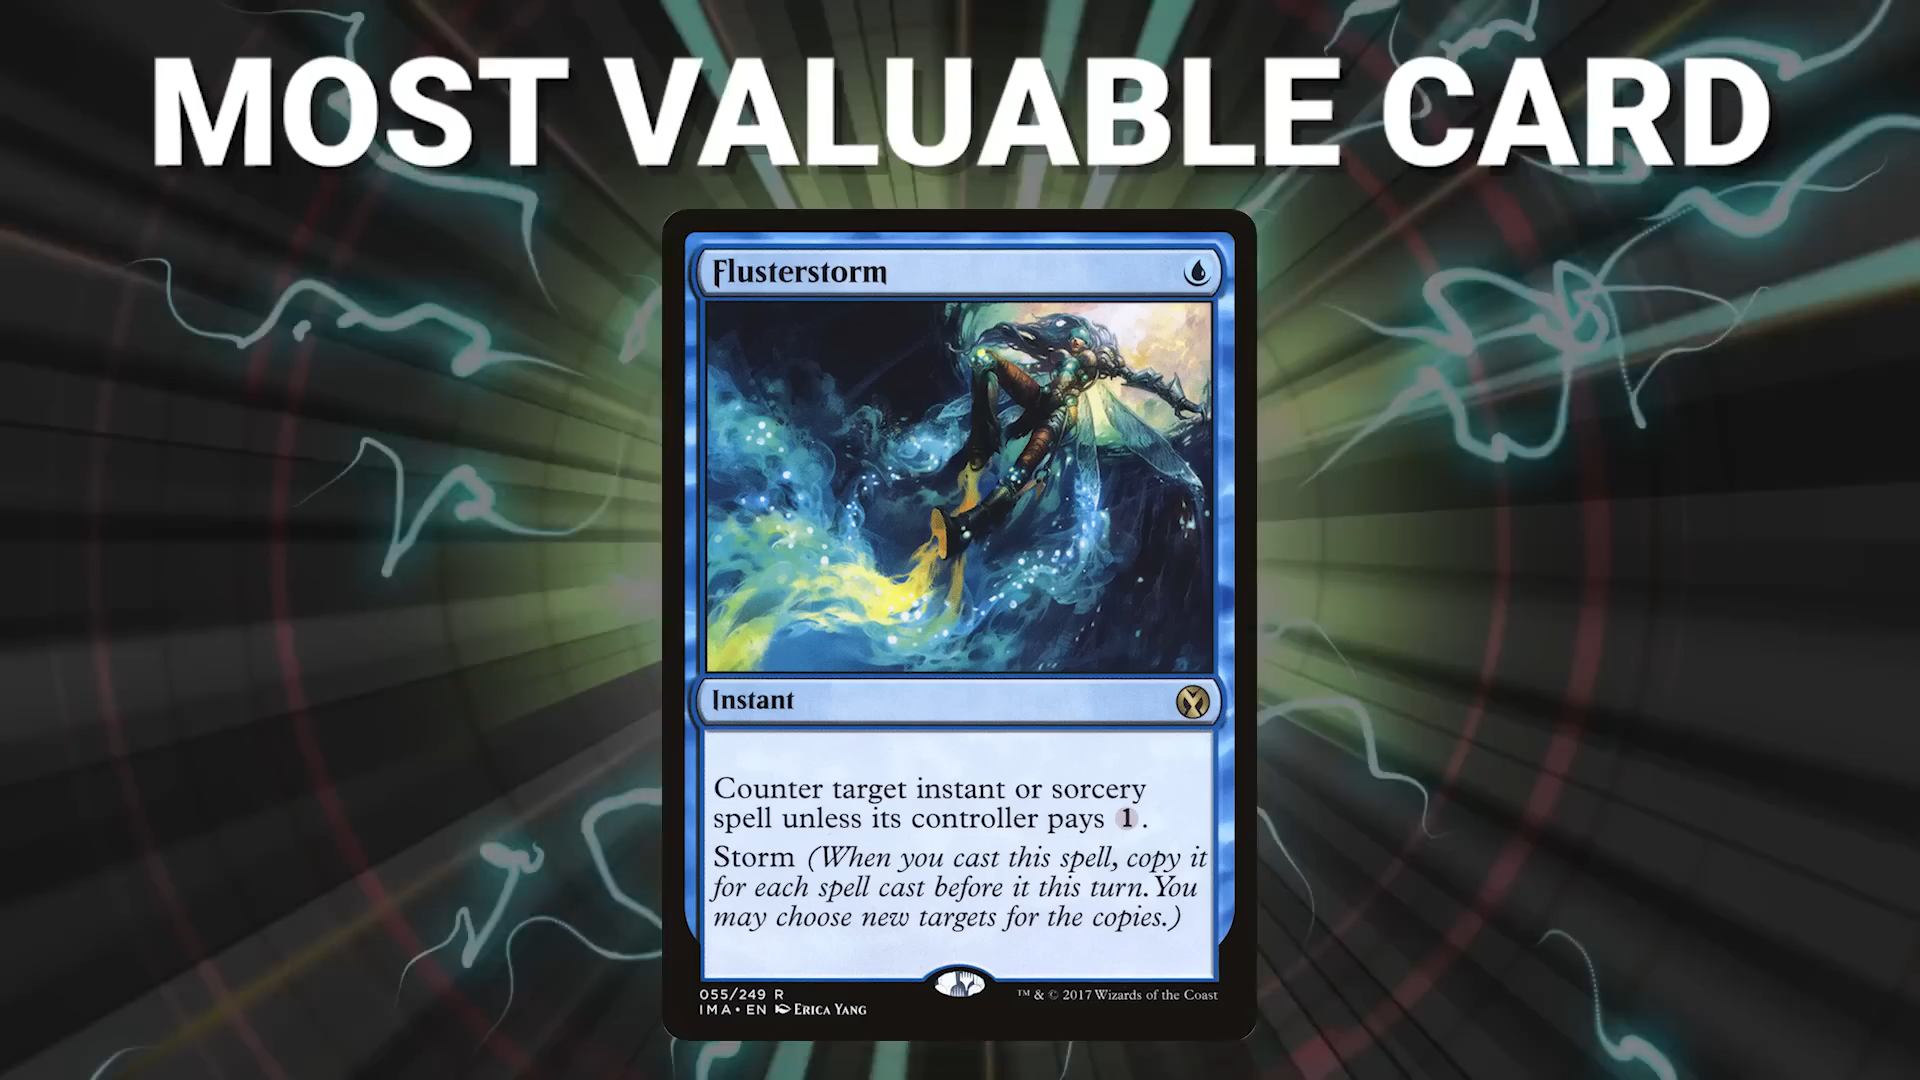 MOST VALUABLE CARD
Flusterstorm
Instant
Counter target instant or sorcery
spell unless its controller pays 1.
Storm (When you cast this spell, copy it
for each spell cast before it this turn. You
may choose new targets for the copies.)
055/249 R
IMA • EN Erica Yang
™ & © 2017 Wizards of the Coast